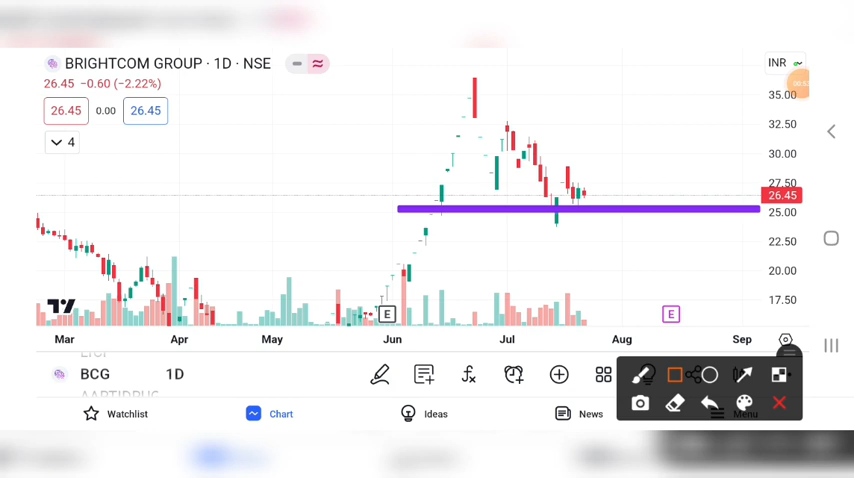 BRIGHTCOM GROUP · 1D · NSE
INR
26.45 −0.60 (−2.22%)
26.45 0.00 26.45
4
35.00
32.50
30.00
27.50
26.45
25.00
22.50
20.00
17.50
E E
Mar Apr May Jun Jul Aug Sep
BCG 1D
Watchlist Chart Ideas News Menu